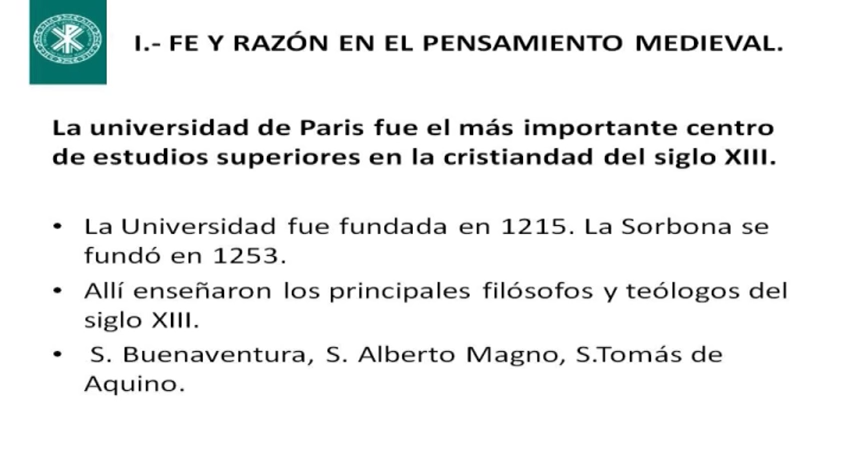 I.- FE Y RAZÓN EN EL PENSAMIENTO MEDIEVAL.
La universidad de Paris fue el más importante centro
de estudios superiores en la cristiandad del siglo XIII.
• La Universidad fue fundada en 1215. La Sorbona se
fundó en 1253.
• Allí enseñaron los principales filósofos y teólogos del
siglo XIII.
• S. Buenaventura, S. Alberto Magno, S.Tomás de
Aquino.